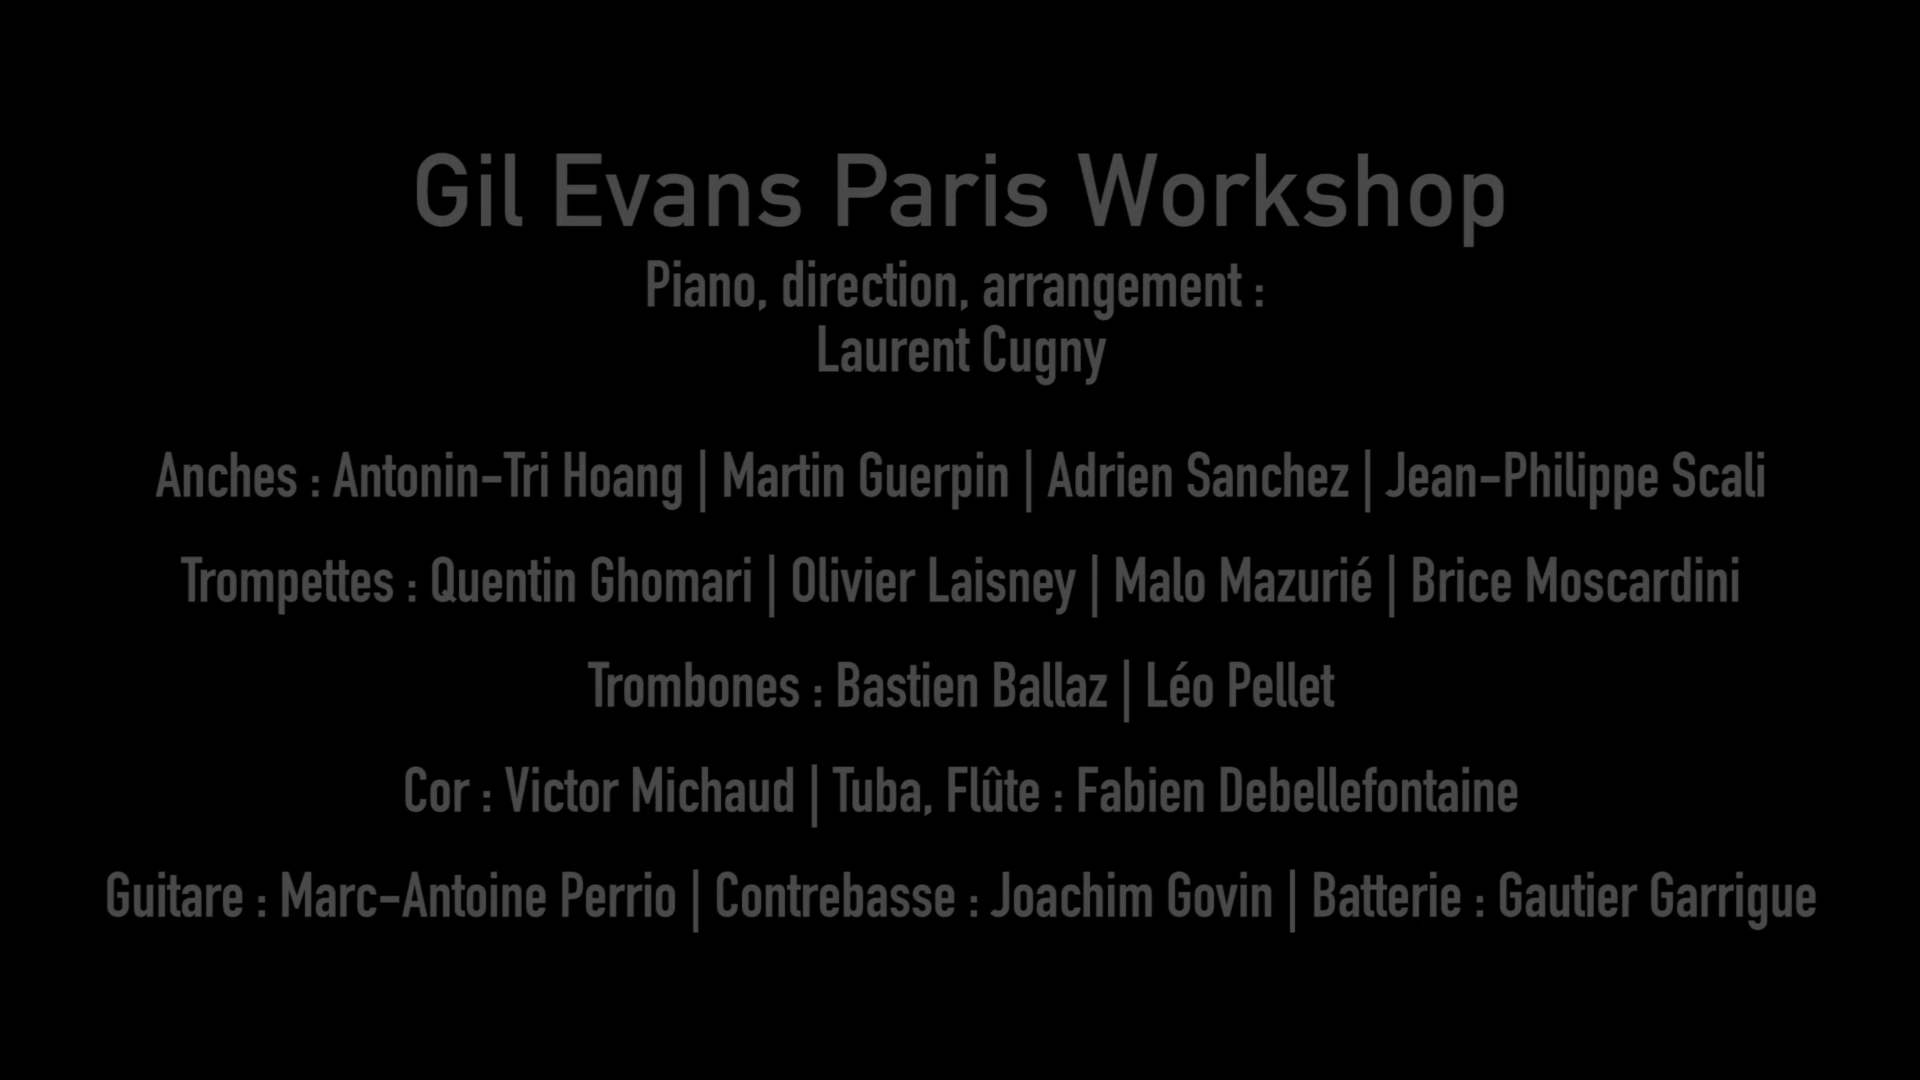 Gil Evans Paris Workshop
Piano, direction, arrangement :
Laurent Cugny
Anches : Antonin-Tri Hoang | Martin Guerpin | Adrien Sanchez | Jean-Philippe Scali
Trompettes : Quentin Ghomari | Olivier Laisney | Malo Mazurié | Brice Moscardini
Trombones : Bastien Ballaz | Léo Pellet
Cor : Victor Michaud | Tuba, Flûte : Fabien Debellefontaine
Guitare : Marc-Antoine Perrio | Contrebasse : Joachim Govin | Batterie : Gautier Garrigue